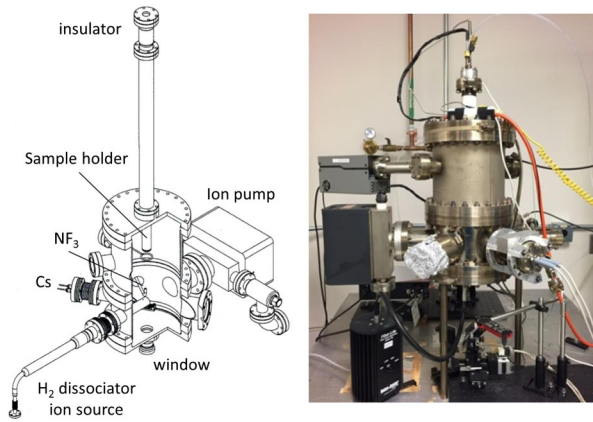 insulator
Sample holder
Ion pump
NF3
Cs
window
H2 dissociator
ion source